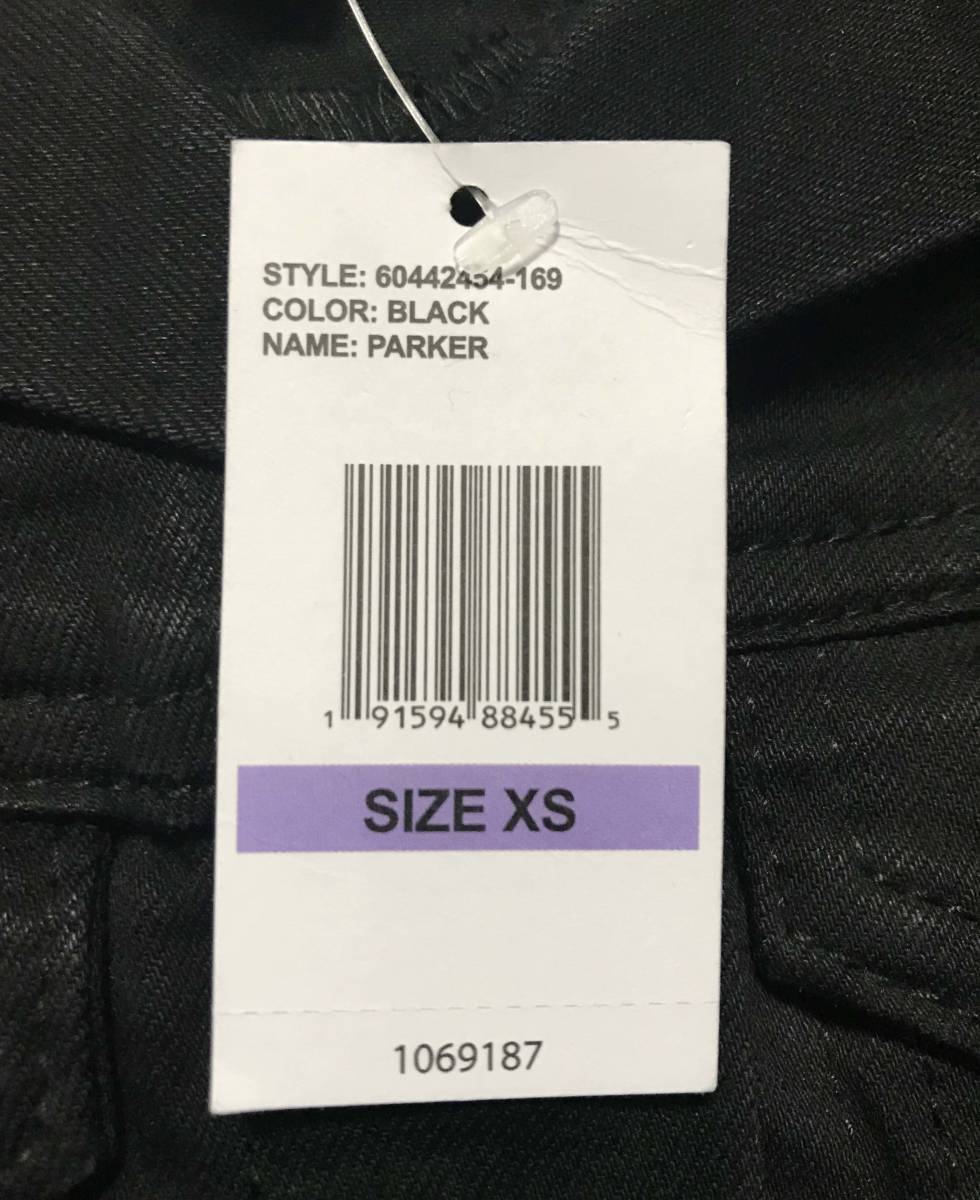 STYLE: 60442454-169
COLOR: BLACK
NAME: PARKER
1 91594 88455 5
SIZE XS
1069187